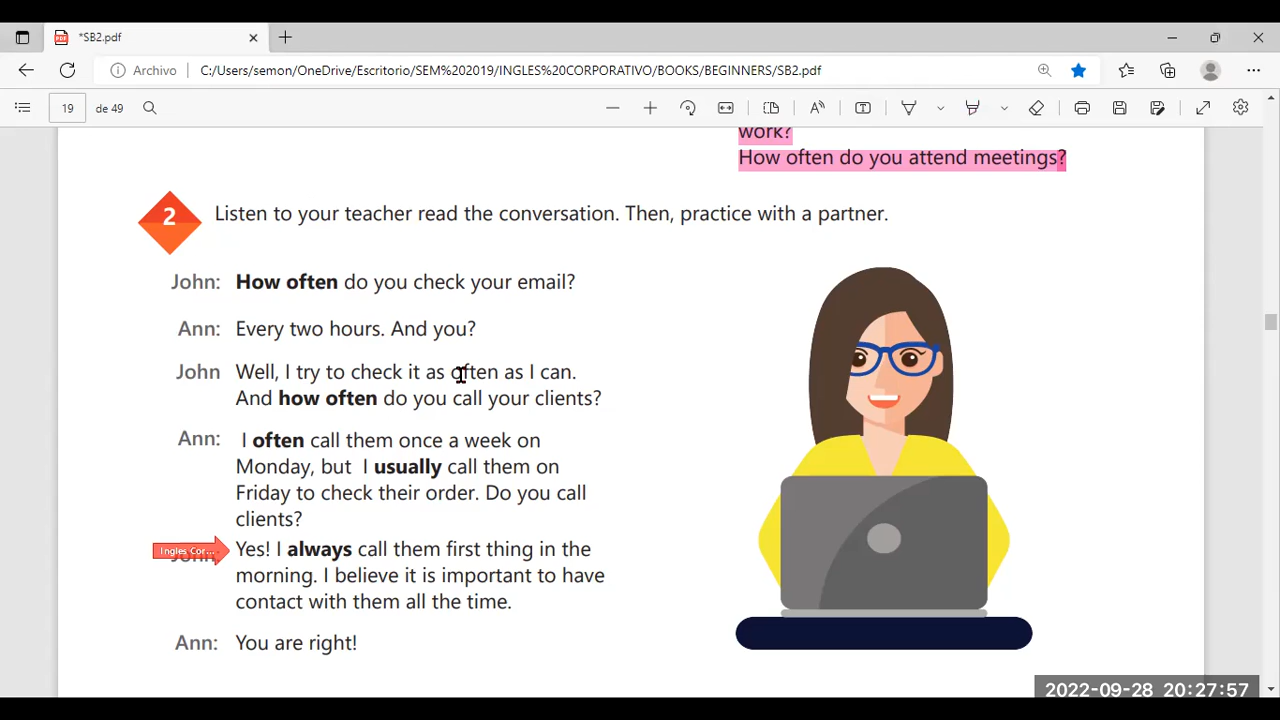 *SB2.pdf
Archivo C:/Users/semon/OneDrive/Escritorio/SEM%202019/INGLES%20CORPORATIVO/BOOKS/BEGINNERS/SB2.pdf
19 de 49
work?
How often do you attend meetings?
2 Listen to your teacher read the conversation. Then, practice with a partner.
John: How often do you check your email?
Ann: Every two hours. And you?
John Well, I try to check it as often as I can.
And how often do you call your clients?
Ann: I often call them once a week on
Monday, but I usually call them on
Friday to check their order. Do you call
clients?
Ingles Cor...
John: Yes! I always call them first thing in the
morning. I believe it is important to have
contact with them all the time.
Ann: You are right!
2022-09-28 20:27:57